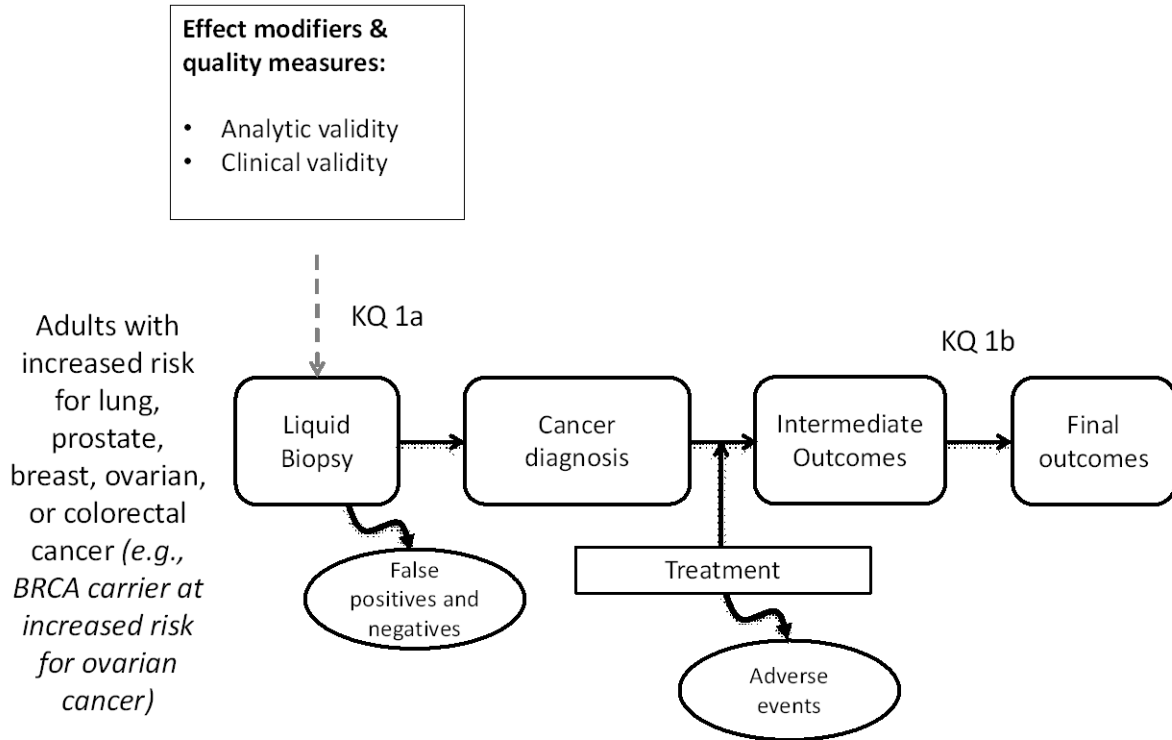 Effect modifiers &
quality measures:
• Analytic validity
• Clinical validity
KQ 1a
KQ 1b
Adults with
increased risk
for lung,
prostate,
breast, ovarian,
or colorectal
cancer (e.g.,
BRCA carrier at
increased risk
for ovarian
cancer)
Liquid
Biopsy
Cancer
diagnosis
Intermediate
Outcomes
Final
outcomes
False
positives and
negatives
Treatment
Adverse
events